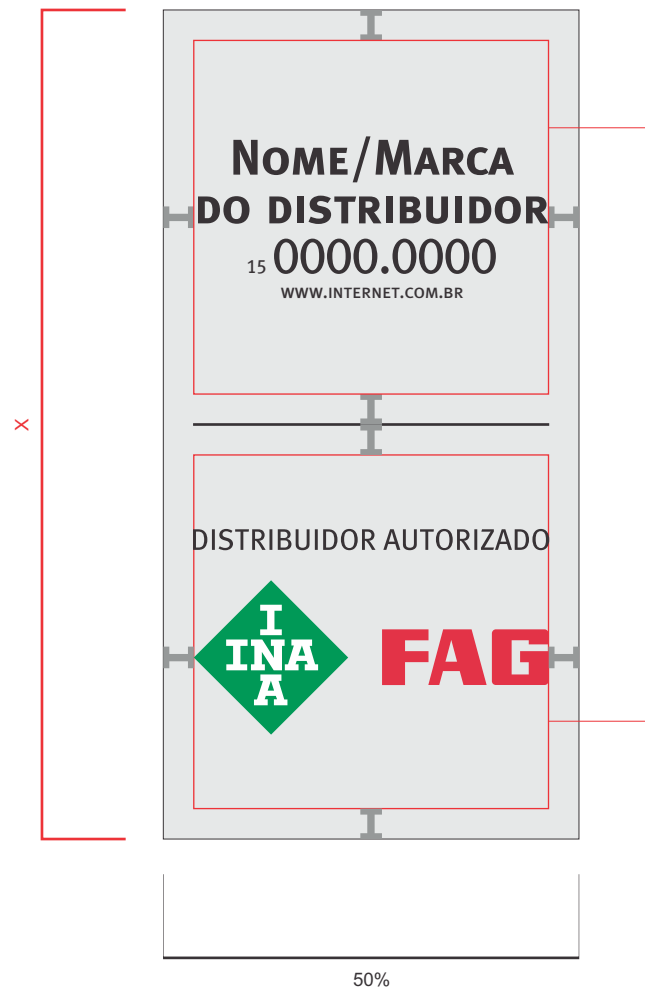 NOME/MARCA
DO DISTRIBUIDOR
15 0000.0000
WWW.INTERNET.COM.BR
X
DISTRIBUIDOR AUTORIZADO
I
INA FAG
A
50%